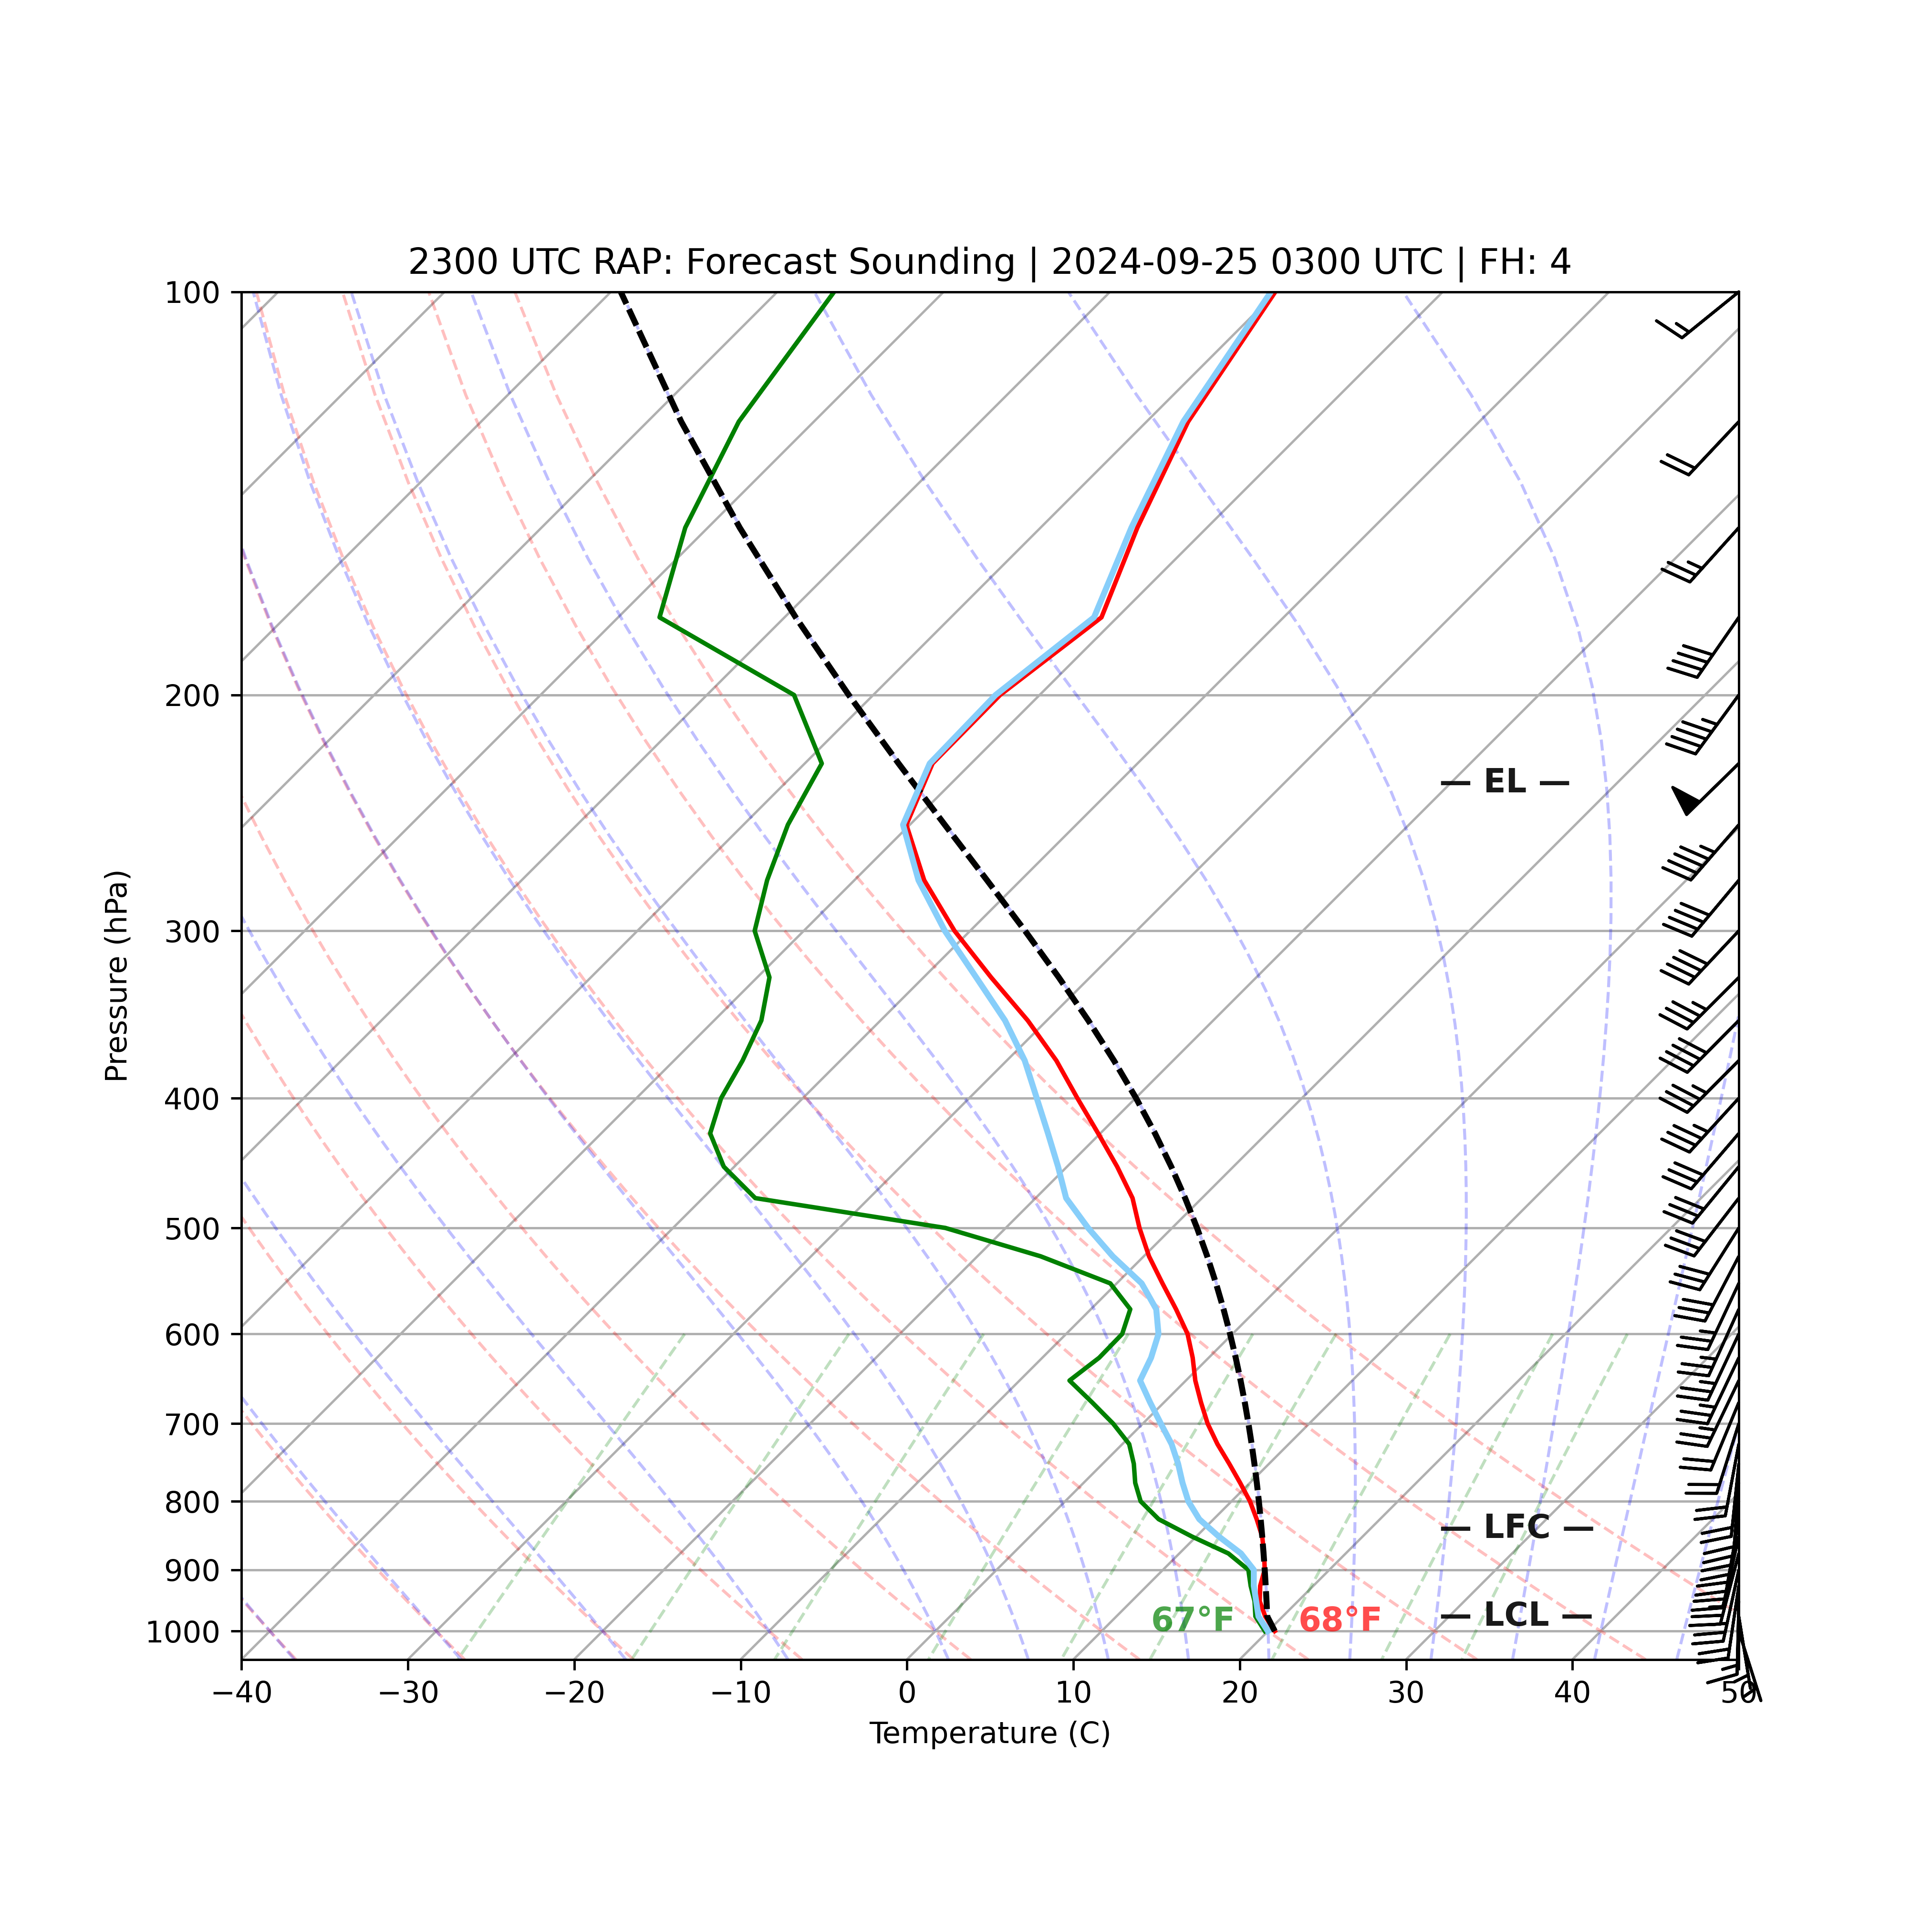 2300 UTC RAP: Forecast Sounding | 2024-09-25 0300 UTC | FH: 4
100
200
— EL —
300
Pressure (hPa)
400
500
600
700
800
— LFC —
900
67°F 68°F — LCL —
1000
−40 −30 −20 −10 0 10 20 30 40 50
Temperature (C)